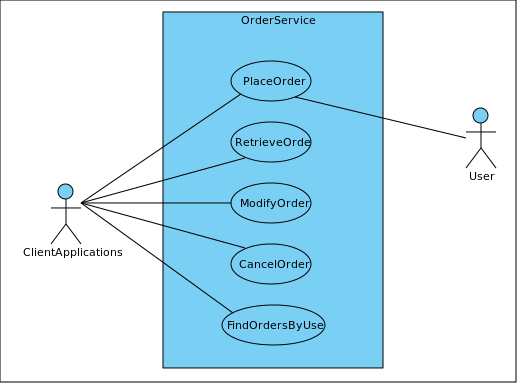 OrderService
PlaceOrder
RetrieveOrde
User
ModifyOrder
ClientApplications
CancelOrder
FindOrdersByUse